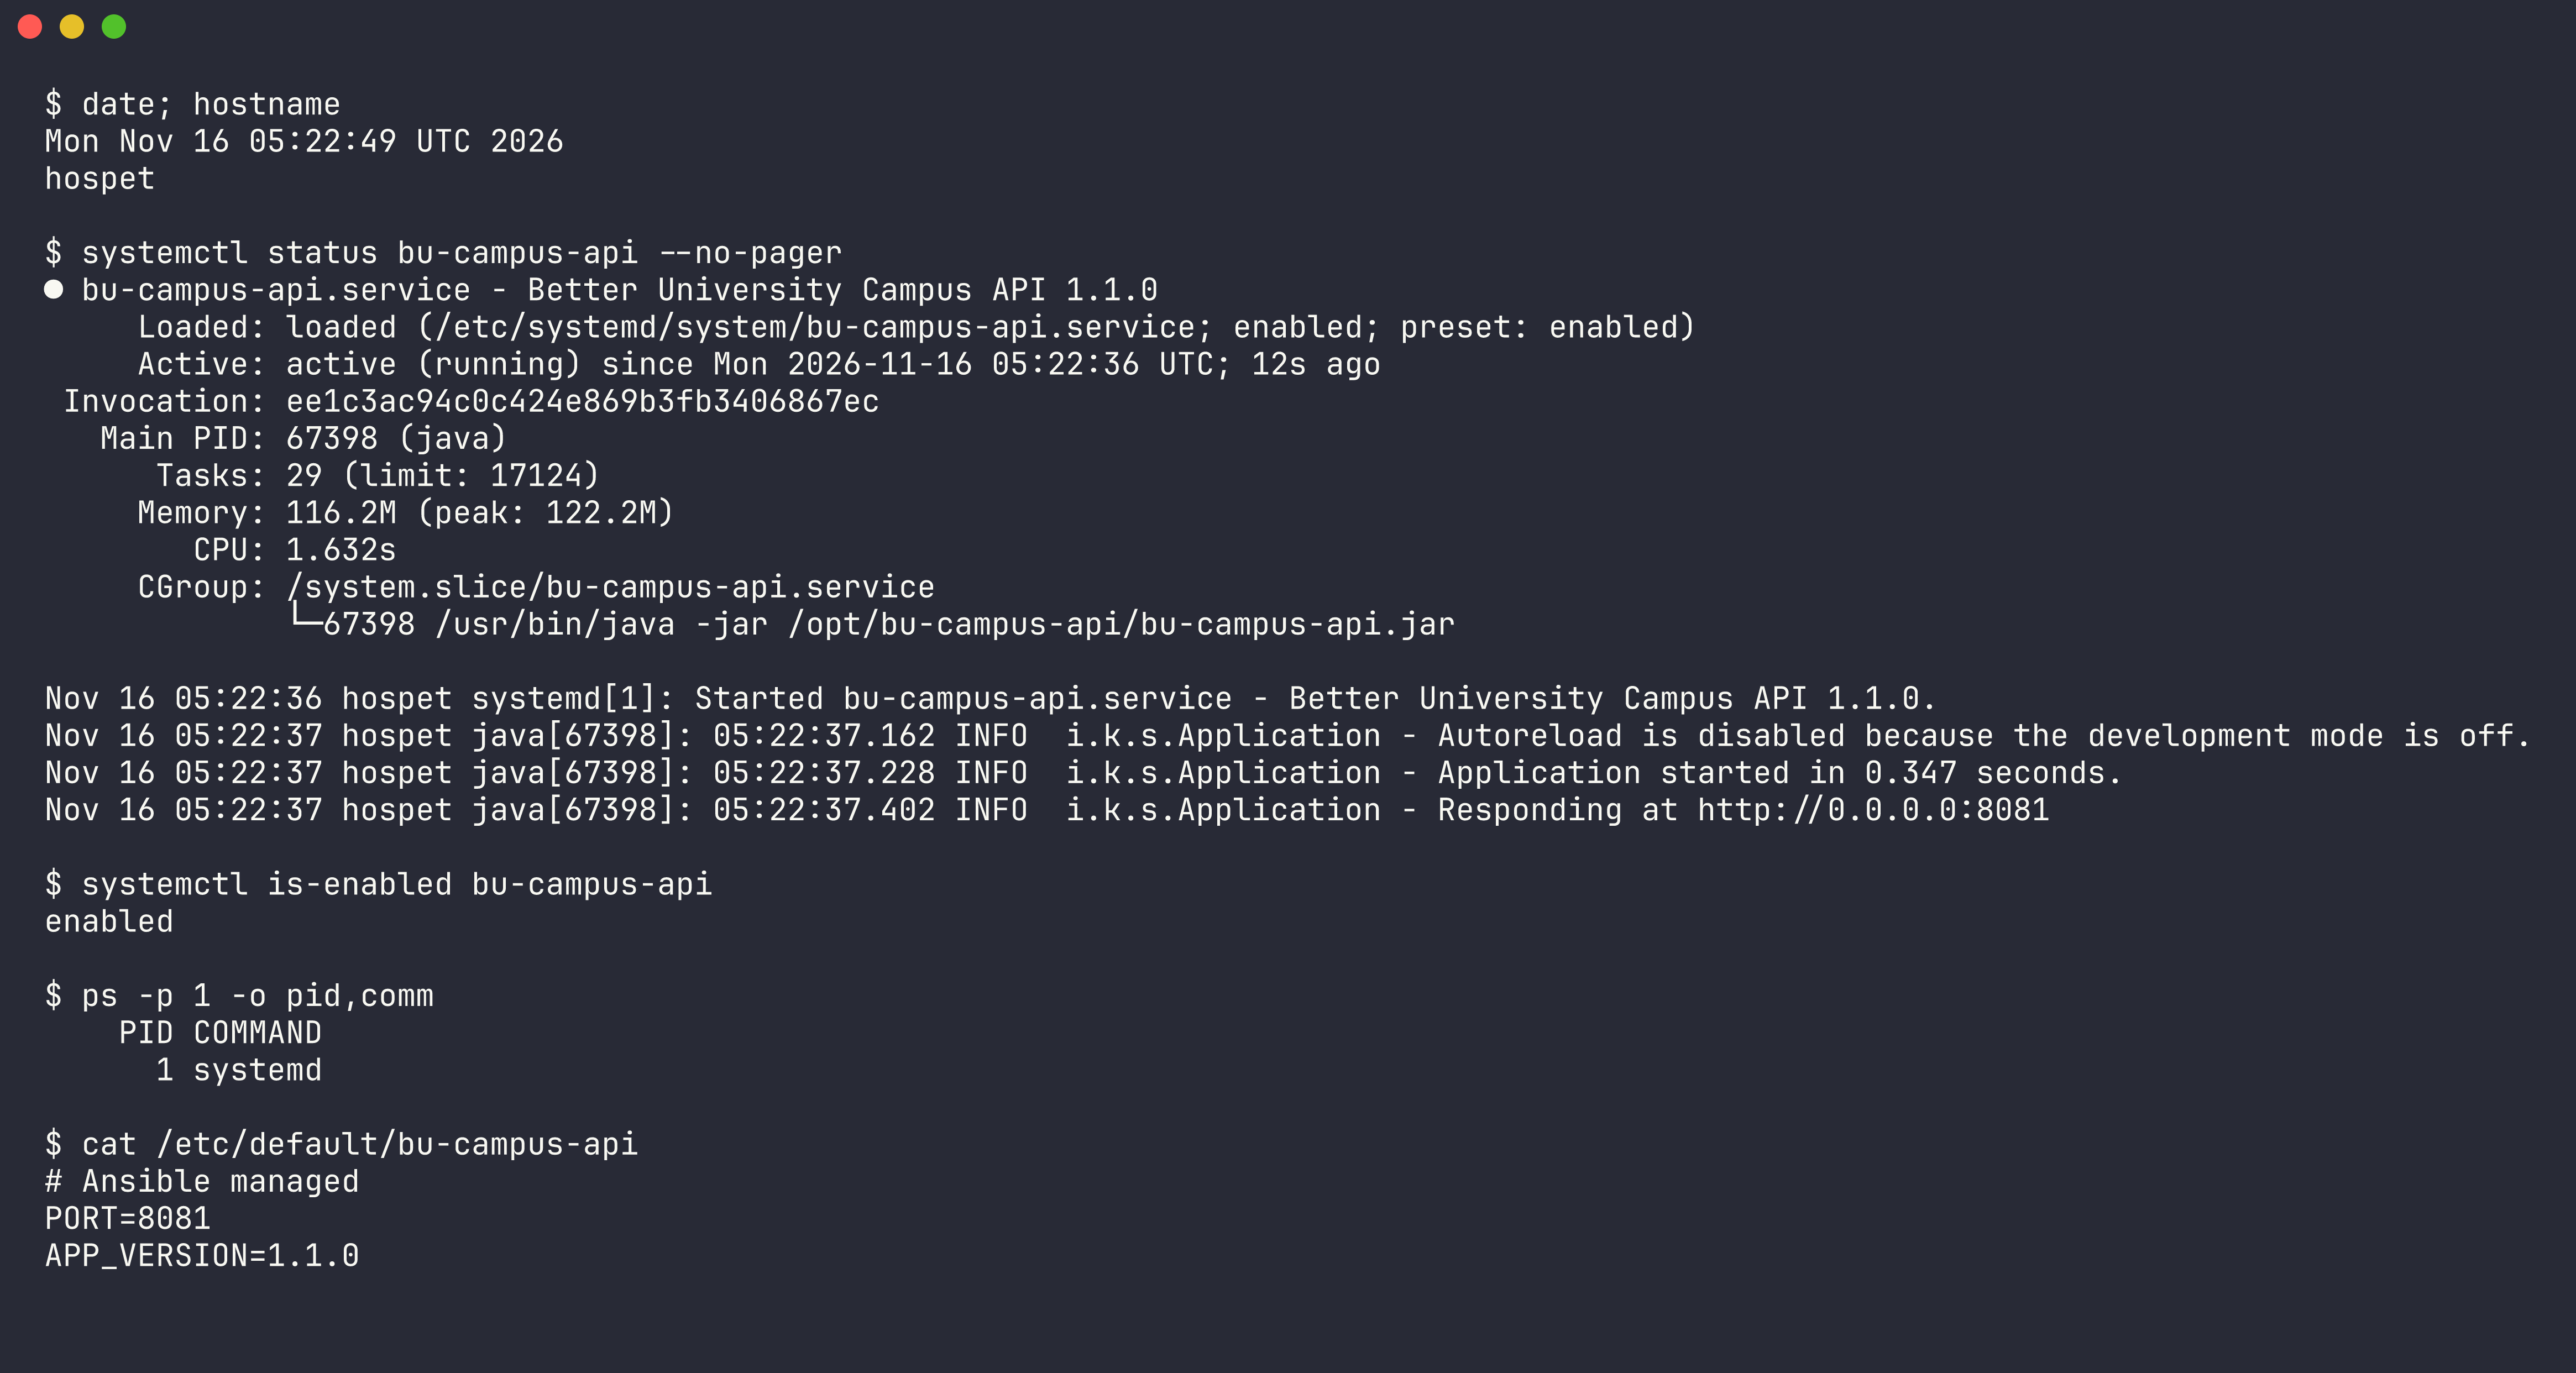 $ date; hostname
Mon Nov 16 05:22:49 UTC 2026
hospet

$ systemctl status bu-campus-api --no-pager
● bu-campus-api.service - Better University Campus API 1.1.0
     Loaded: loaded (/etc/systemd/system/bu-campus-api.service; enabled; preset: enabled)
     Active: active (running) since Mon 2026-11-16 05:22:36 UTC; 12s ago
 Invocation: ee1c3ac94c0c424e869b3fb3406867ec
   Main PID: 67398 (java)
      Tasks: 29 (limit: 17124)
     Memory: 116.2M (peak: 122.2M)
        CPU: 1.632s
     CGroup: /system.slice/bu-campus-api.service
             └─67398 /usr/bin/java -jar /opt/bu-campus-api/bu-campus-api.jar

Nov 16 05:22:36 hospet systemd[1]: Started bu-campus-api.service - Better University Campus API 1.1.0.
Nov 16 05:22:37 hospet java[67398]: 05:22:37.162 INFO  i.k.s.Application - Autoreload is disabled because the development mode is off.
Nov 16 05:22:37 hospet java[67398]: 05:22:37.228 INFO  i.k.s.Application - Application started in 0.347 seconds.
Nov 16 05:22:37 hospet java[67398]: 05:22:37.402 INFO  i.k.s.Application - Responding at http://0.0.0.0:8081

$ systemctl is-enabled bu-campus-api
enabled

$ ps -p 1 -o pid,comm
    PID COMMAND
      1 systemd

$ cat /etc/default/bu-campus-api
# Ansible managed
PORT=8081
APP_VERSION=1.1.0